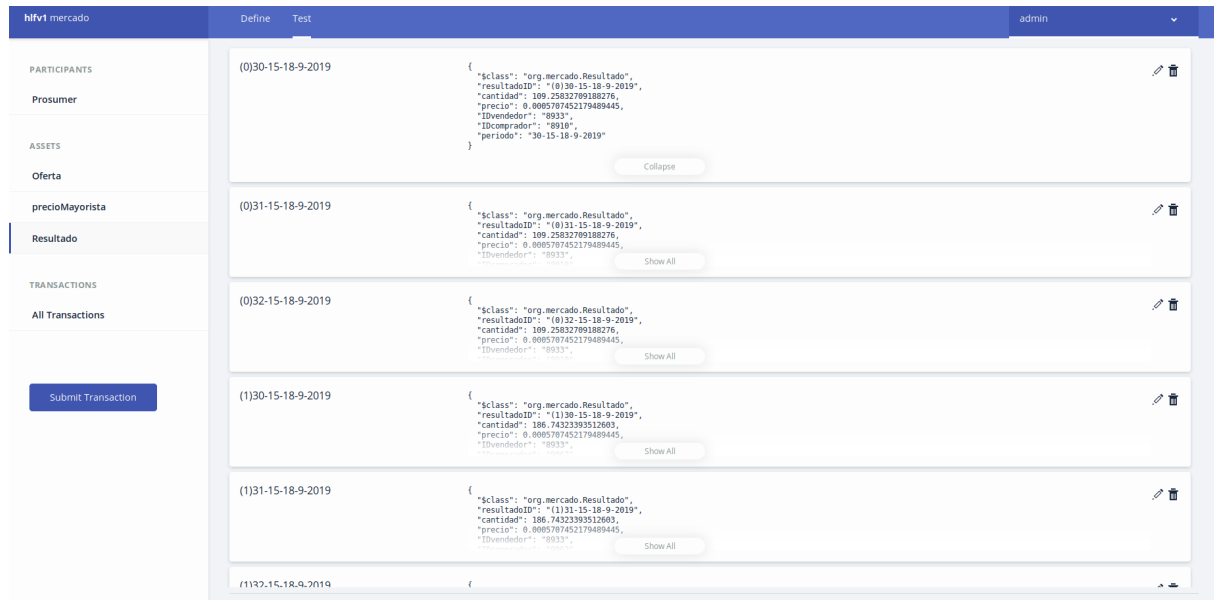 hlfv1 mercado
Define
Test
admin
PARTICIPANTS
Prosumer
ASSETS
Oferta
precioMayorista
Resultado
TRANSACTIONS
All Transactions
Submit Transaction
(0)30-15-18-9-2019
{
"$class": "org.mercado.Resultado",
"resultadoID": "(0)30-15-18-9-2019",
"cantidad": 109.25832709188276,
"precio": 0.0005707452179489445,
"IDvendedor": "8933",
"IDcomprador": "8910",
"periodo": "30-15-18-9-2019"
}
Collapse
(0)31-15-18-9-2019
{
"$class": "org.mercado.Resultado",
"resultadoID": "(0)31-15-18-9-2019",
"cantidad": 109.25832709188276,
"precio": 0.0005707452179489445,
"IDvendedor": "8933",
Show All
(0)32-15-18-9-2019
{
"$class": "org.mercado.Resultado",
"resultadoID": "(0)32-15-18-9-2019",
"cantidad": 109.25832709188276,
"precio": 0.0005707452179489445,
"IDvendedor": "8933",
Show All
(1)30-15-18-9-2019
{
"$class": "org.mercado.Resultado",
"resultadoID": "(1)30-15-18-9-2019",
"cantidad": 186.74323393512603,
"precio": 0.0005707452179489445,
"IDvendedor": "8933",
Show All
(1)31-15-18-9-2019
{
"$class": "org.mercado.Resultado",
"resultadoID": "(1)31-15-18-9-2019",
"cantidad": 186.74323393512603,
"precio": 0.0005707452179489445,
"IDvendedor": "8933",
Show All
(1)32-15-18-9-2019
{